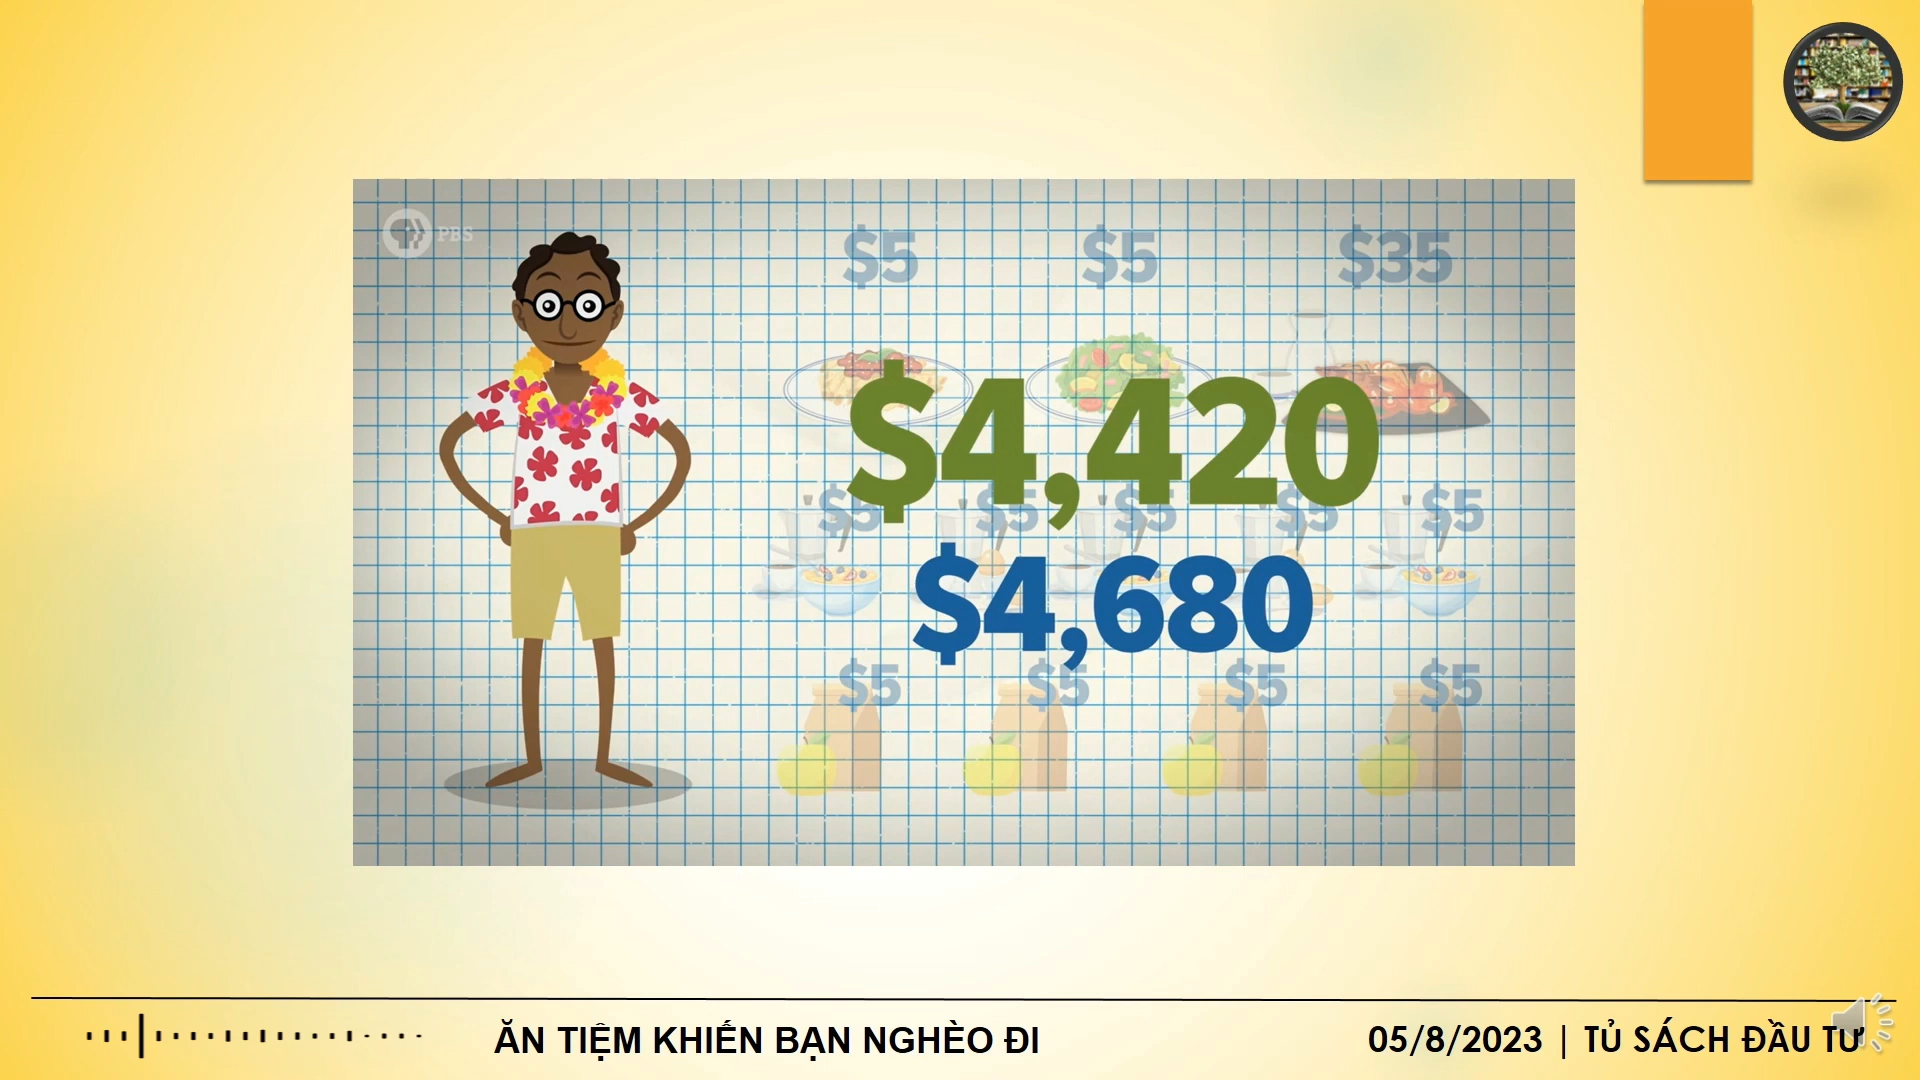 PBS
$5 $5 $35
$4,420
$5 $5 $5 $5 $5
$4,680
$5 $5 $5 $5
ĂN TIỆM KHIẾN BẠN NGHÈO ĐI
05/8/2023 | TỦ SÁCH ĐẦU TƯ